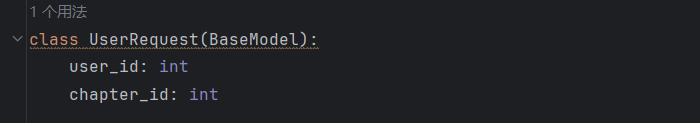 1 个用法
class UserRequest(BaseModel):
    user_id: int
    chapter_id: int